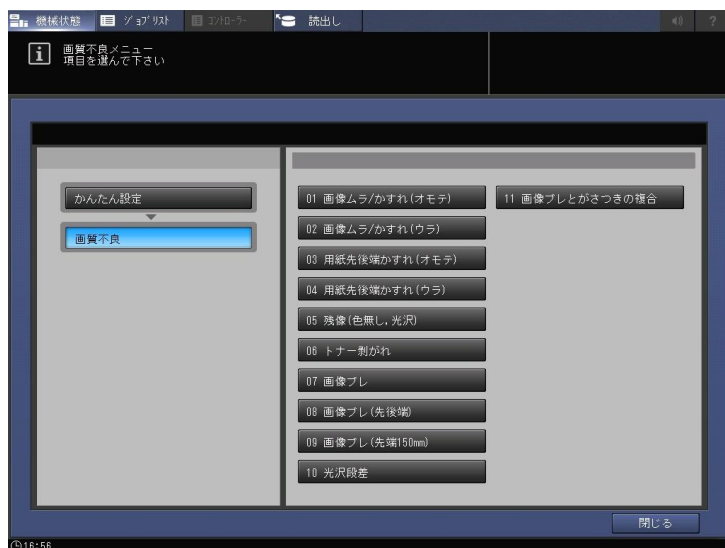 機械状態 ジョブリスト コントローラー 読出し ?
i 画質不良メニュー
項目を選んで下さい
かんたん設定
画質不良
01 画像ムラ/かすれ(オモテ)
02 画像ムラ/かすれ(ウラ)
03 用紙先後端かすれ(オモテ)
04 用紙先後端かすれ(ウラ)
05 残像(色無し,光沢)
06 トナー剥がれ
07 画像ブレ
08 画像ブレ(先後端)
09 画像ブレ(先端150mm)
10 光沢段差
11 画像ブレとがさつきの複合
閉じる
16:56